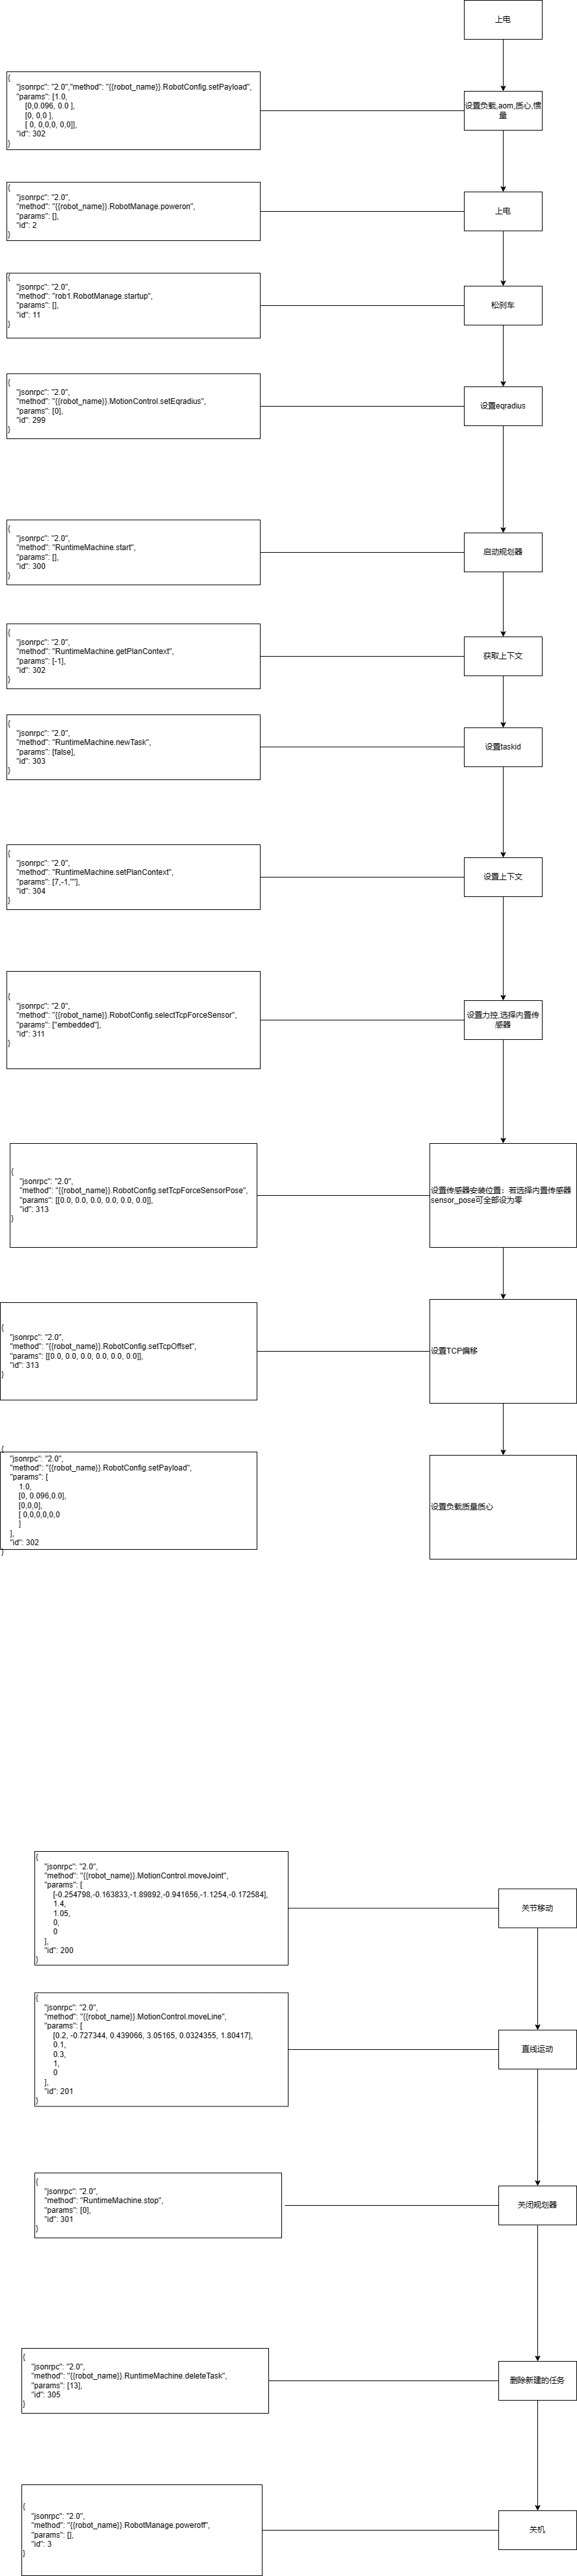 上电
{
"jsonrpc": "2.0","method": "{{robot_name}}.RobotConfig.setPayload",
"params": [1.0,
[0,0.096, 0.0 ],
[0, 0,0 ],
[ 0, 0,0,0, 0,0]],
"id": 302
}
设置负载,aom,质心,惯
量
{
"jsonrpc": "2.0",
"method": "{{robot_name}}.RobotManage.poweron",
"params": [],
"id": 2
}
上电
{
"jsonrpc": "2.0",
"method": "rob1.RobotManage.startup",
"params": [],
"id": 11
}
松刹车
{
"jsonrpc": "2.0",
"method": "{{robot_name}}.MotionControl.setEqradius",
"params": [0],
"id": 299
}
设置eqradius
{
"jsonrpc": "2.0",
"method": "RuntimeMachine.start",
"params": [],
"id": 300
}
启动规划器
{
"jsonrpc": "2.0",
"method": "RuntimeMachine.getPlanContext",
"params": [-1],
"id": 302
}
获取上下文
{
"jsonrpc": "2.0",
"method": "RuntimeMachine.newTask",
"params": [false],
"id": 303
}
设置taskid
{
"jsonrpc": "2.0",
"method": "RuntimeMachine.setPlanContext",
"params": [7,-1,""],
"id": 304
}
设置上下文
{
"jsonrpc": "2.0",
"method": "{{robot_name}}.RobotConfig.selectTcpForceSensor",
"params": ["embedded"],
"id": 311
}
设置力控,选择内置传
感器
{
"jsonrpc": "2.0",
"method": "{{robot_name}}.RobotConfig.setTcpForceSensorPose",
"params": [[0.0, 0.0, 0.0, 0.0, 0.0, 0.0]],
"id": 313
}
设置传感器安装位置：若选择内置传感器
sensor_pose可全部设为零
{
"jsonrpc": "2.0",
"method": "{{robot_name}}.RobotConfig.setTcpOffset",
"params": [[0.0, 0.0, 0.0, 0.0, 0.0, 0.0]],
"id": 313
}
设置TCP偏移
{
"jsonrpc": "2.0",
"method": "{{robot_name}}.RobotConfig.setPayload",
"params": [
1.0,
[0, 0.096,0.0],
[0,0,0],
[ 0,0,0,0,0,0
]
],
"id": 302
}
设置负载质量质心
{
"jsonrpc": "2.0",
"method": "{{robot_name}}.MotionControl.moveJoint",
"params": [
[-0.254798,-0.163833,-1.89892,-0.941656,-1.1254,-0.172584],
1.4,
1.05,
0,
0
],
"id": 200
}
关节移动
{
"jsonrpc": "2.0",
"method": "{{robot_name}}.MotionControl.moveLine",
"params": [
[0.2, -0.727344, 0.439066, 3.05165, 0.0324355, 1.80417],
0.1,
0.3,
1,
0
],
"id": 201
}
直线运动
{
"jsonrpc": "2.0",
"method": "RuntimeMachine.stop",
"params": [0],
"id": 301
}
关闭规划器
{
"jsonrpc": "2.0",
"method": "{{robot_name}}.RuntimeMachine.deleteTask",
"params": [13],
"id": 305
}
删除新建的任务
{
"jsonrpc": "2.0",
"method": "{{robot_name}}.RobotManage.poweroff",
"params": [],
"id": 3
}
关机